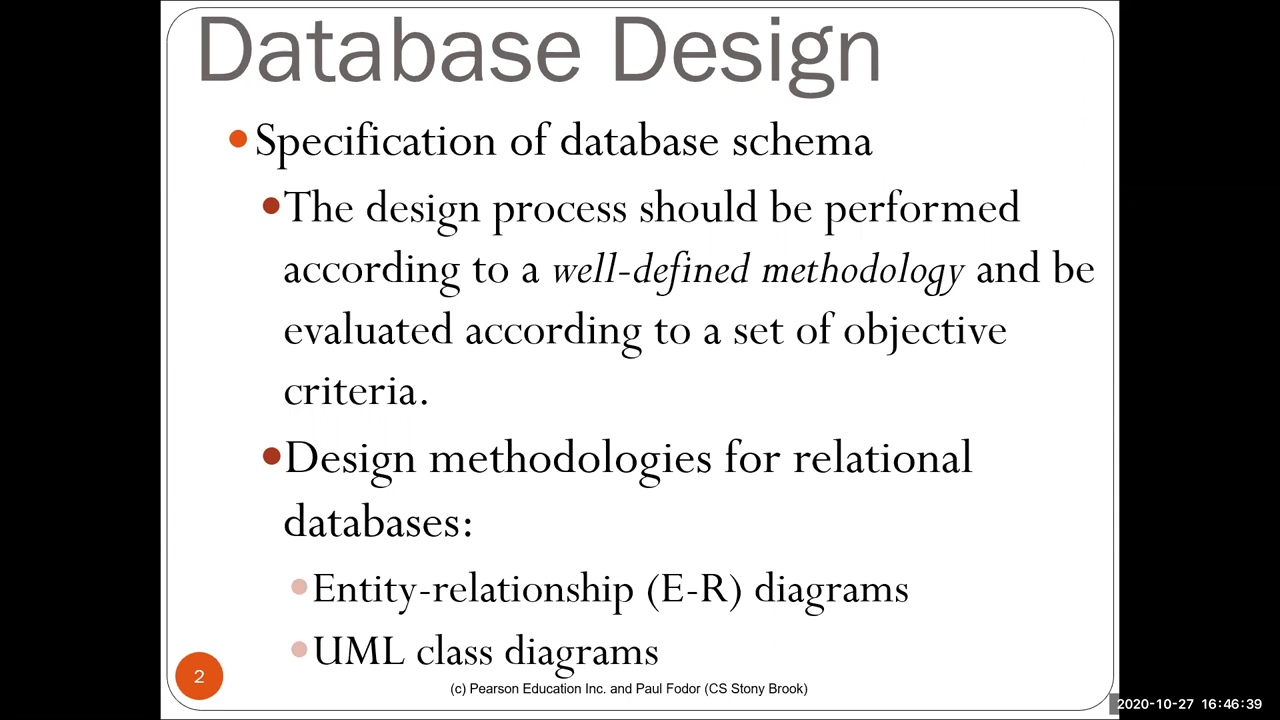 Database Design
Specification of database schema
The design process should be performed
according to a well-defined methodology and be
evaluated according to a set of objective
criteria.
Design methodologies for relational
databases:
Entity-relationship (E-R) diagrams
UML class diagrams
2
(c) Pearson Education Inc. and Paul Fodor (CS Stony Brook)
2020-10-27 16:46:39